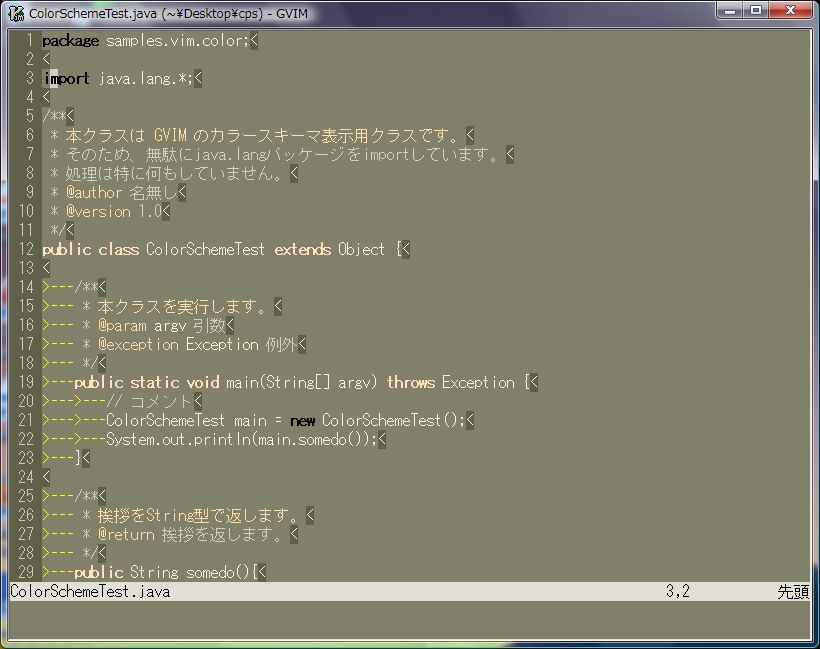 ColorSchemeTest.java (~¥Desktop¥cps) - GVIM
1 package samples.vim.color;<
2 <
3 import java.lang.*;<
4 <
5 /**<
6  * 本クラスは GVIM のカラースキーマ表示用クラスです。<
7  * そのため、無駄にjava.langパッケージをimportしています。<
8  * 処理は特に何もしていません。<
9  * @author 名無し<
10  * @version 1.0<
11  */<
12 public class ColorSchemeTest extends Object {<
13 <
14 >---/**<
15 >--- * 本クラスを実行します。<
16 >--- * @param argv 引数<
17 >--- * @exception Exception 例外<
18 >--- */<
19 >---public static void main(String[] argv) throws Exception {<
20 >--->---// コメント<
21 >--->---ColorSchemeTest main = new ColorSchemeTest();<
22 >--->---System.out.println(main.somedo());<
23 >---}<
24 <
25 >---/**<
26 >--- * 挨拶をString型で返します。<
27 >--- * @return 挨拶を返します。<
28 >--- */<
29 >---public String somedo(){<
ColorSchemeTest.java 3,2 先頭